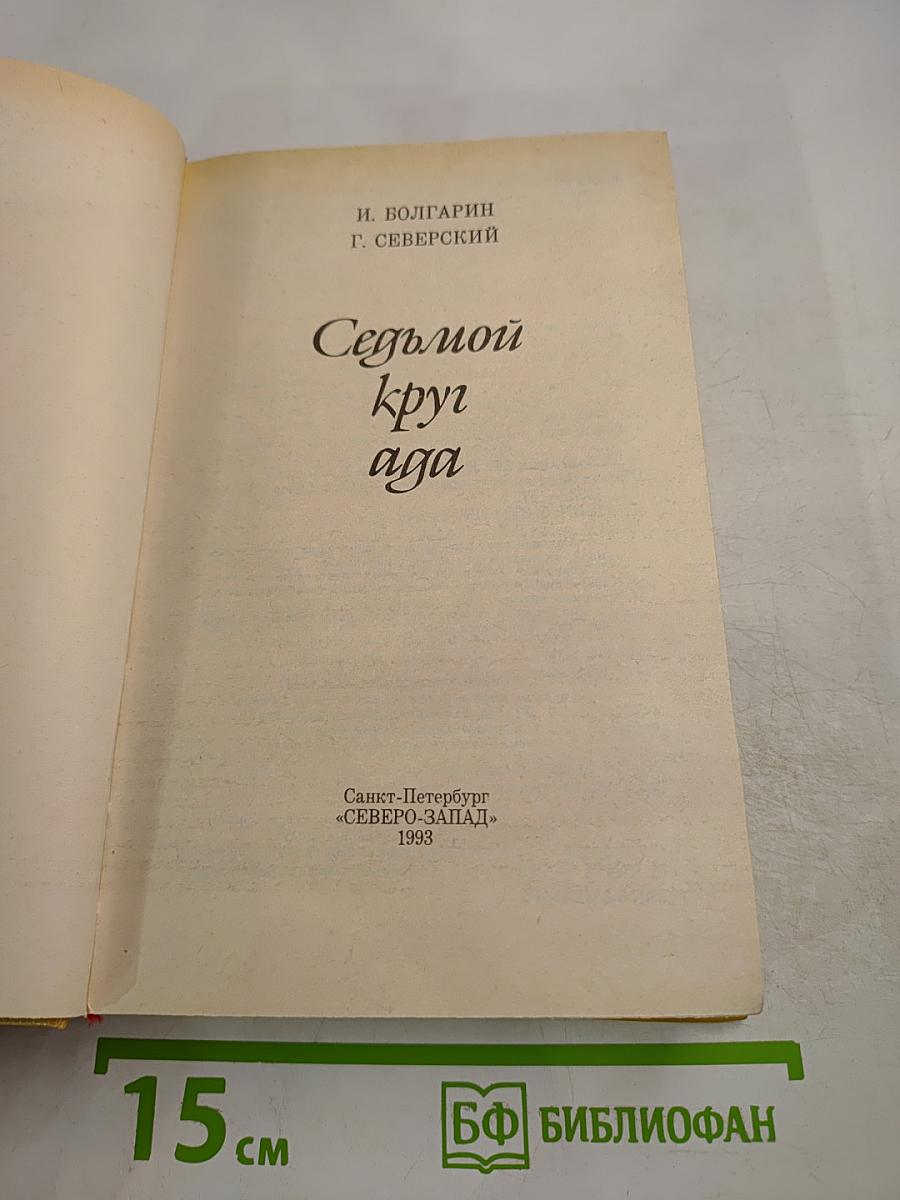 И. БОЛГАРИН
Г. СЕВЕРСКИЙ
Седьмой
круг
ада
Санкт-Петербург
«СЕВЕРО-ЗАПАД»
1993
15 см
БФ БИБЛИОФАН